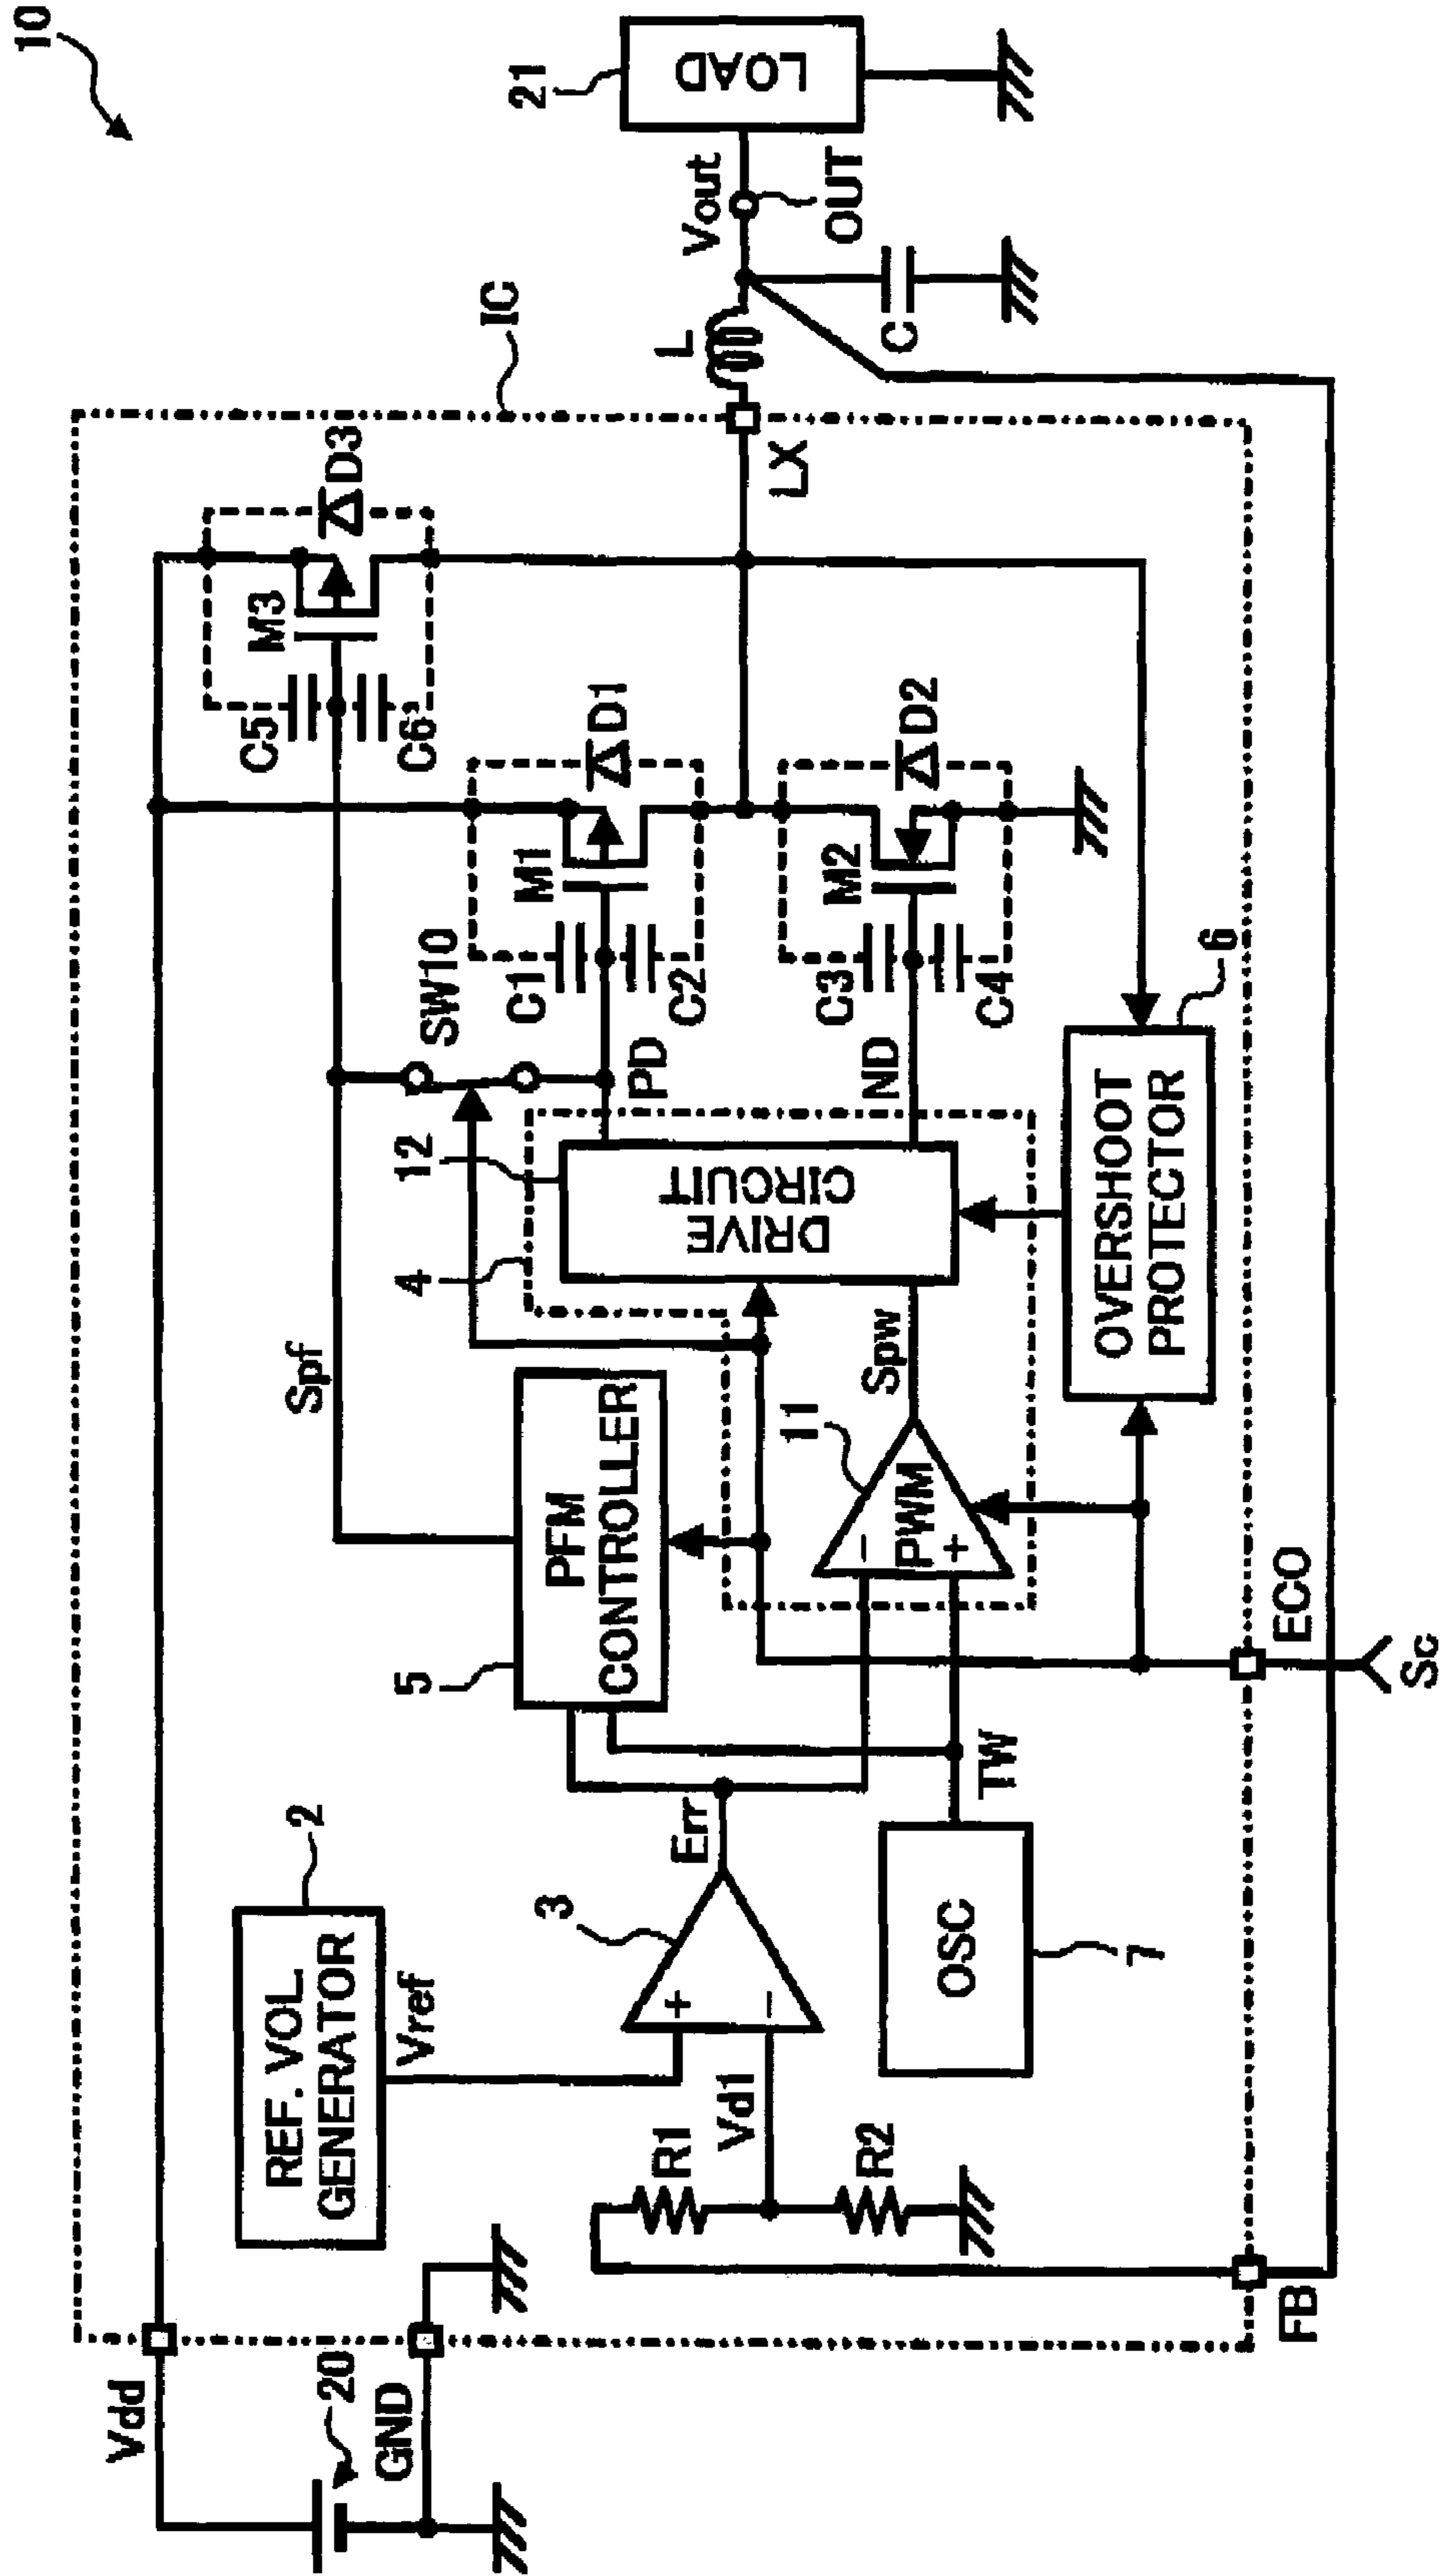 10
Vdd
20
GND
REF. VOL.
GENERATOR
2
Vref
R1
Vd1
R2
3
+
−
Err
OSC
7
TW
5
PFM
CONTROLLER
Spf
4
12
11
−
PWM
+
Spw
DRIVE
CIRCUIT
SW10
PD
ND
C1
C2
M1
D1
C3
C4
M2
D2
C5
C6
M3
D3
OVERSHOOT
PROTECTOR
6
IC
LX
L
C
Vout
OUT
21
LOAD
FB
ECO
Sc